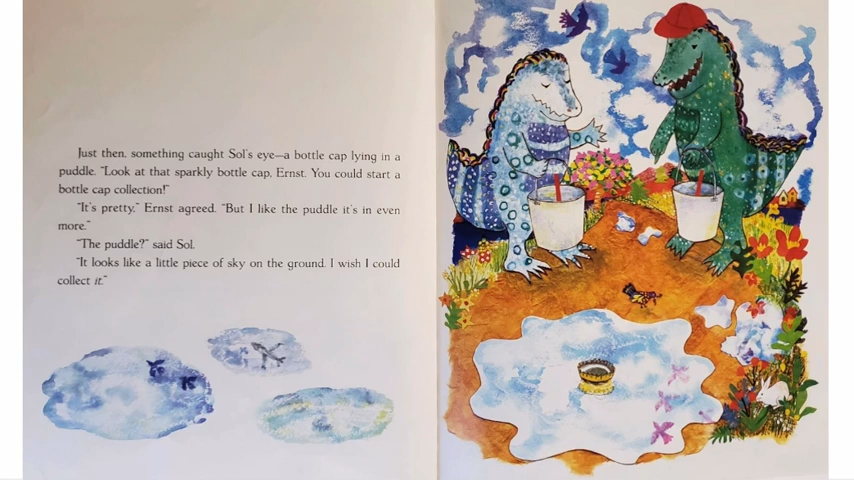 Just then, something caught Sol's eye—a bottle cap lying in a
puddle. "Look at that sparkly bottle cap, Ernst. You could start a
bottle cap collection!"
"It's pretty," Ernst agreed. "But I like the puddle it's in even
more."
"The puddle?" said Sol.
"It looks like a little piece of sky on the ground. I wish I could
collect it."